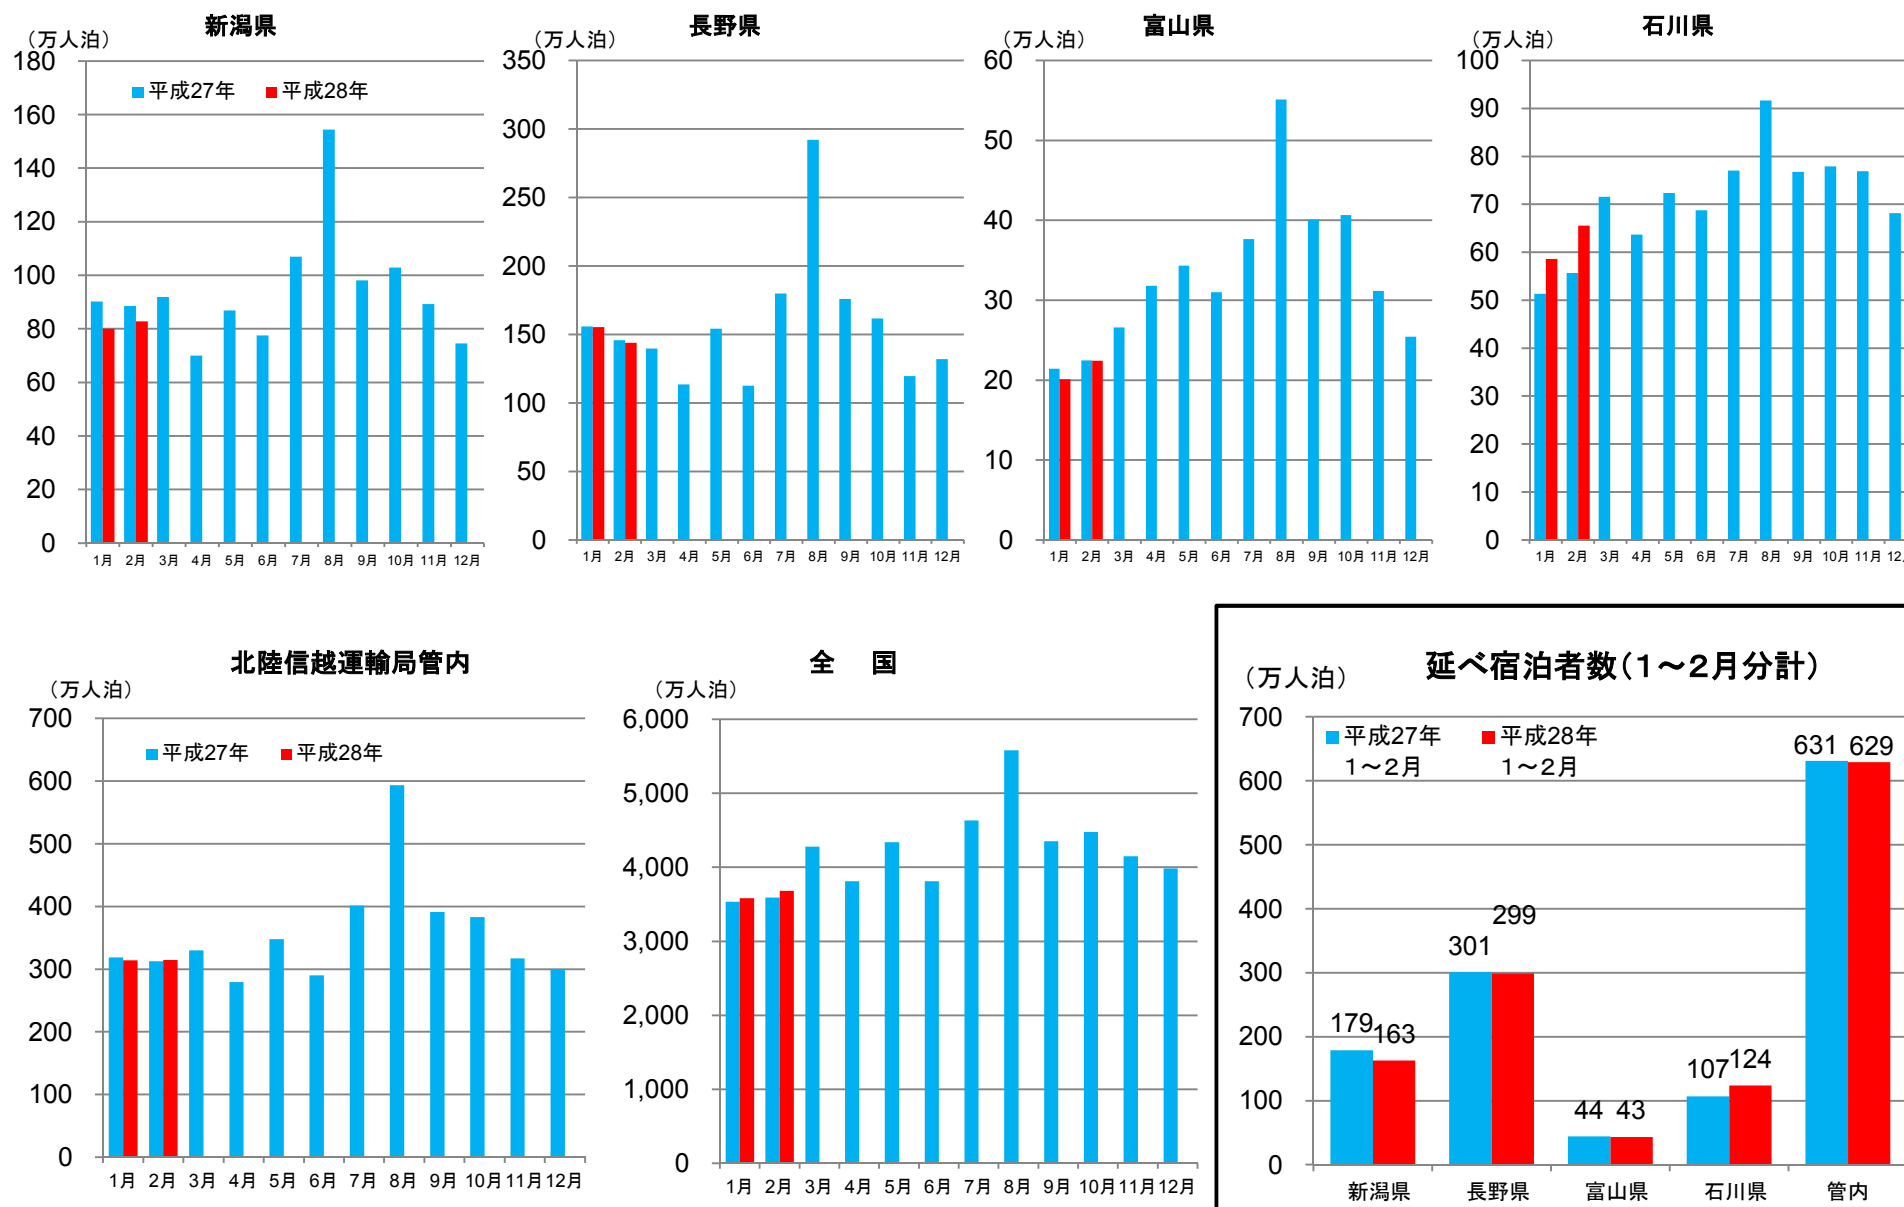 新潟県
（万人泊）
180
160
140
120
100
80
60
40
20
0
平成27年 平成28年
1月 2月 3月 4月 5月 6月 7月 8月 9月 10月 11月 12月
長野県
（万人泊）
350
300
250
200
150
100
50
0
1月 2月 3月 4月 5月 6月 7月 8月 9月 10月 11月 12月
富山県
（万人泊）
60
50
40
30
20
10
0
1月 2月 3月 4月 5月 6月 7月 8月 9月 10月 11月 12月
石川県
（万人泊）
100
90
80
70
60
50
40
30
20
10
0
1月 2月 3月 4月 5月 6月 7月 8月 9月 10月 11月 12月
北陸信越運輸局管内
（万人泊）
700
600
500
400
300
200
100
0
平成27年 平成28年
1月 2月 3月 4月 5月 6月 7月 8月 9月 10月 11月 12月
全 国
（万人泊）
6,000
5,000
4,000
3,000
2,000
1,000
0
1月 2月 3月 4月 5月 6月 7月 8月 9月 10月 11月 12月
延べ宿泊者数（１～２月分計）
（万人泊）
700
600
500
400
300
200
100
0
平成27年 平成28年
１～２月 １～２月
179 163
301 299
44 43
107 124
631 629
新潟県 長野県 富山県 石川県 管内